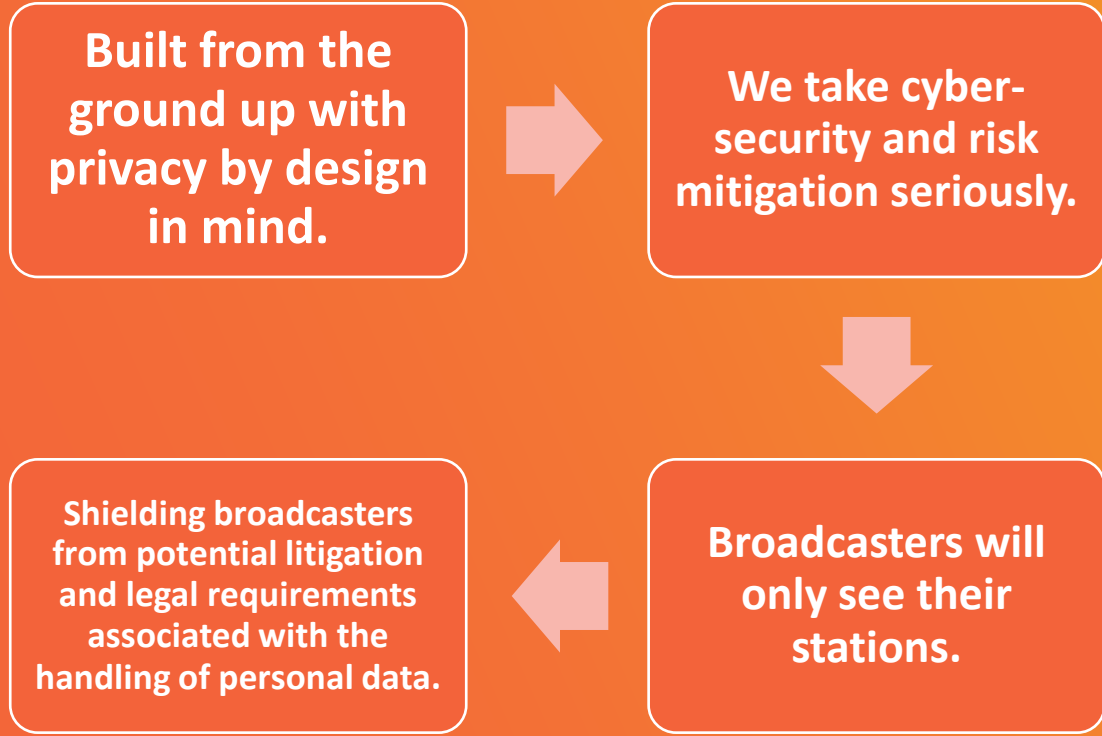 Built from the
ground up with
privacy by design
in mind.
We take cyber-
security and risk
mitigation seriously.
Broadcasters will
only see their
stations.
Shielding broadcasters
from potential litigation
and legal requirements
associated with the
handling of personal data.